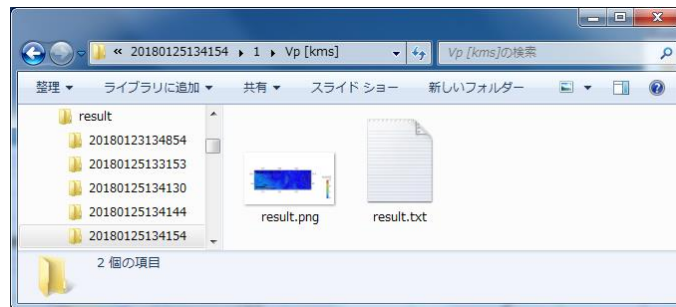 « 20180125134154 ▸ 1 ▸ Vp [kms]
Vp [kms]の検索
整理 ▼ ライブラリに追加 ▼ 共有 ▼ スライド ショー 新しいフォルダー
result
20180123134854
20180125133153
20180125134130
20180125134144
20180125134154
result.png
result.txt
2 個の項目